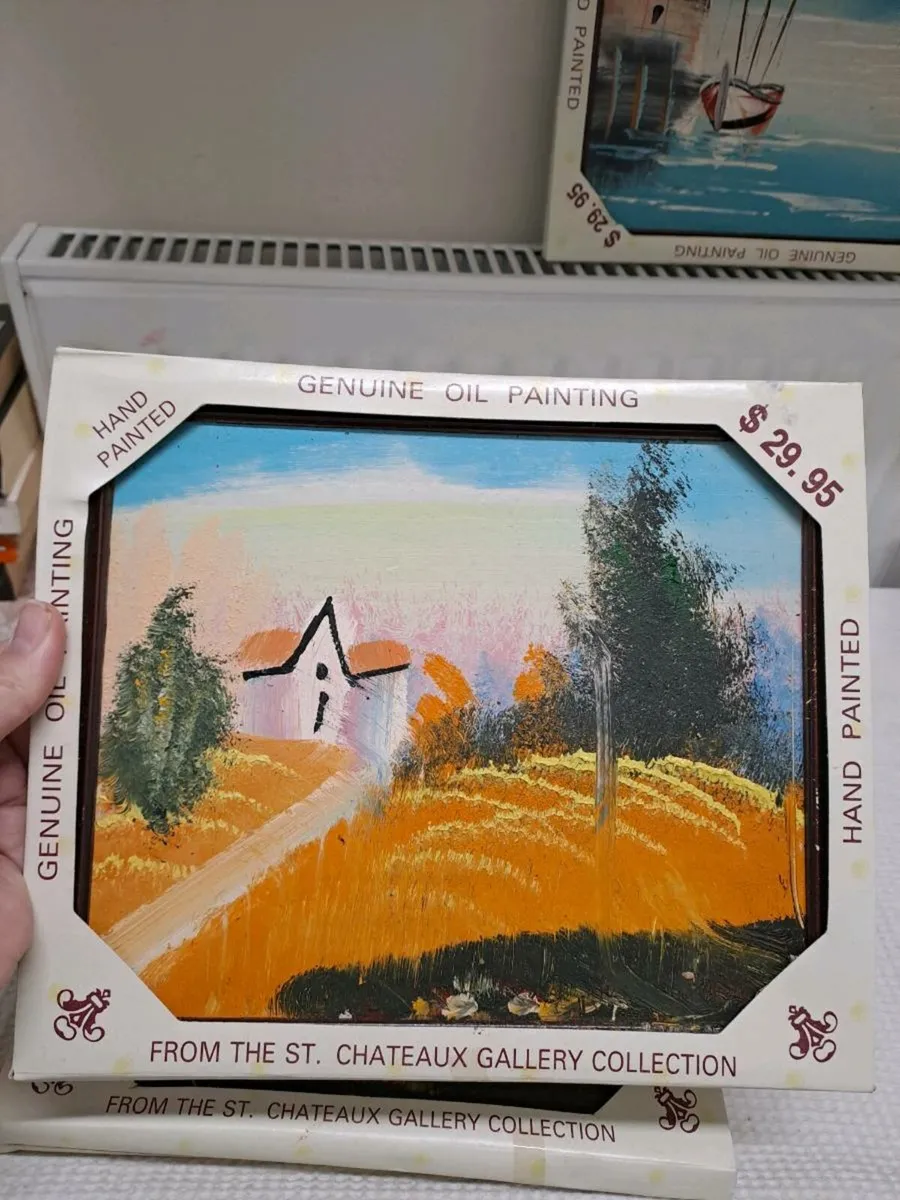 D PAINTED
$ 29.95
GENUINE OIL PAINTING
GENUINE OIL PAINTING
HAND
PAINTED
$ 29.95
GENUINE OIL PAINTING
HAND PAINTED
FROM THE ST. CHATEAUX GALLERY COLLECTION
FROM THE ST. CHATEAUX GALLERY COLLECTION